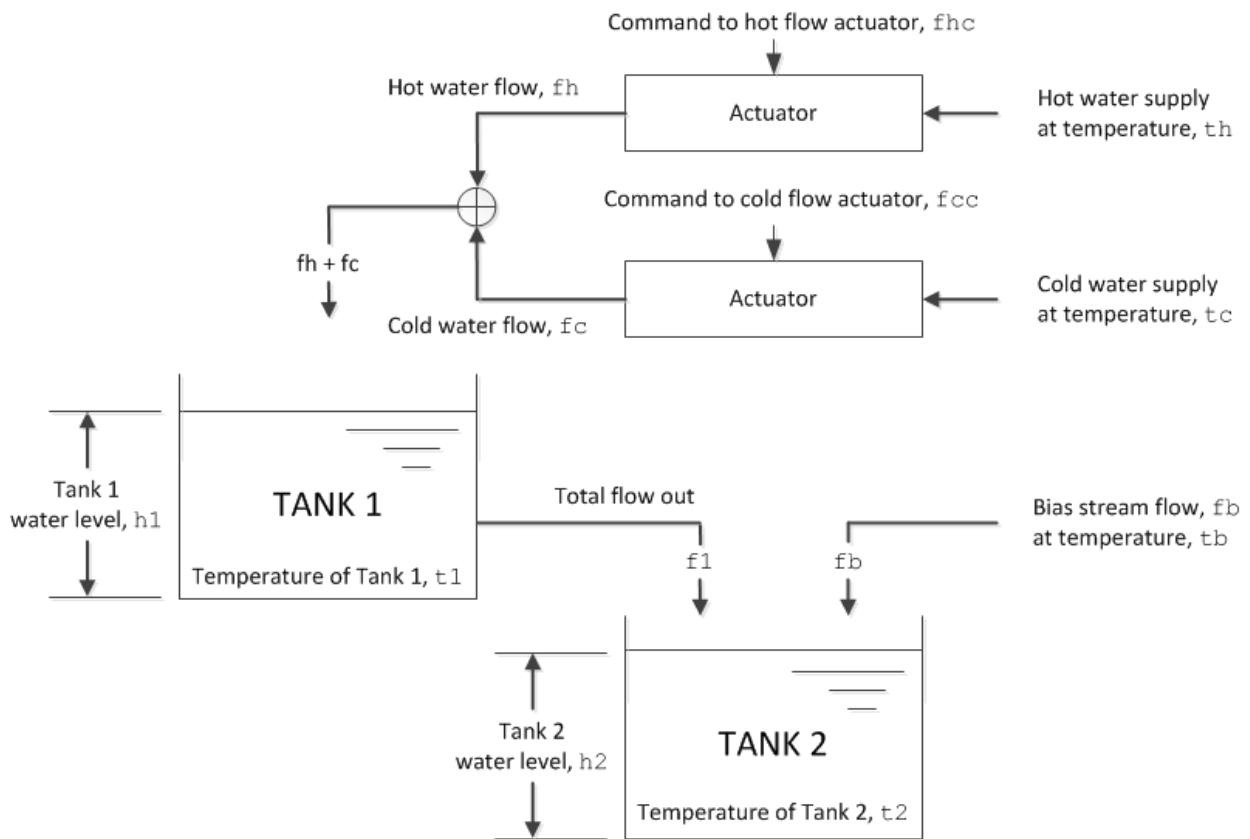 Command to hot flow actuator, fhc
Hot water flow, fh
Actuator
Hot water supply
at temperature, th
Command to cold flow actuator, fcc
fh + fc
Actuator
Cold water supply
at temperature, tc
Cold water flow, fc
Tank 1
water level, h1
TANK 1
Temperature of Tank 1, t1
Total flow out
Bias stream flow, fb
at temperature, tb
f1
fb
Tank 2
water level, h2
TANK 2
Temperature of Tank 2, t2